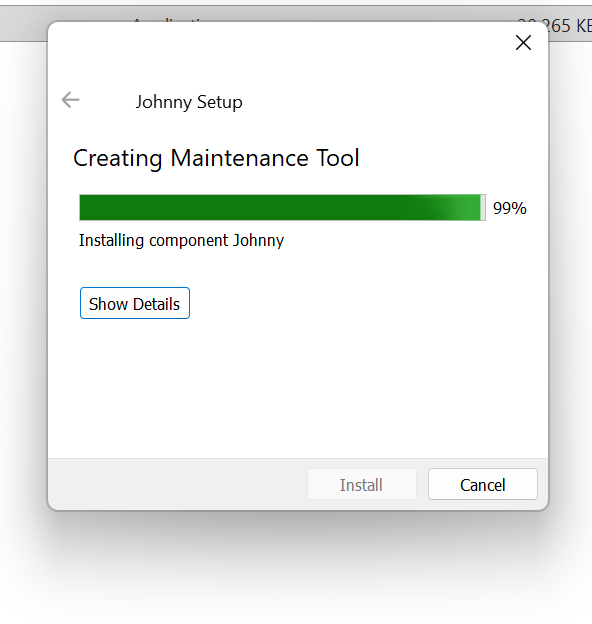 Johnny Setup
Creating Maintenance Tool
99%
Installing component Johnny
Show Details
Install
Cancel